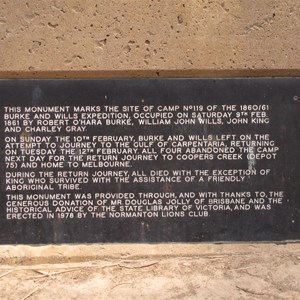 THIS MONUMENT MARKS THE SITE OF CAMP Nº119 OF THE 1860/61
BURKE AND WILLS EXPEDITION, OCCUPIED ON SATURDAY 9TH FEB.
1861 BY ROBERT O'HARA BURKE, WILLIAM JOHN WILLS, JOHN KING
AND CHARLEY GRAY.
ON SUNDAY THE 10TH FEBRUARY, BURKE AND WILLS LEFT ON THE
ATTEMPT TO JOURNEY TO THE GULF OF CARPENTARIA, RETURNING
ON TUESDAY THE 12TH FEBRUARY. ALL FOUR ABANDONED THE CAMP
NEXT DAY FOR THE RETURN JOURNEY TO COOPERS CREEK (DEPOT
75) AND HOME TO MELBOURNE.
DURING THE RETURN JOURNEY, ALL DIED WITH THE EXCEPTION OF
KING WHO SURVIVED WITH THE ASSISTANCE OF A FRIENDLY
ABORIGINAL TRIBE.
THIS MONUMENT WAS PROVIDED THROUGH, AND WITH THANKS TO, THE
GENEROUS DONATION OF MR. DOUGLAS JOLLY OF BRISBANE AND THE
HISTORICAL ADVICE OF THE STATE LIBRARY OF VICTORIA, AND WAS
ERECTED IN 1978 BY THE NORMANTON LIONS CLUB.